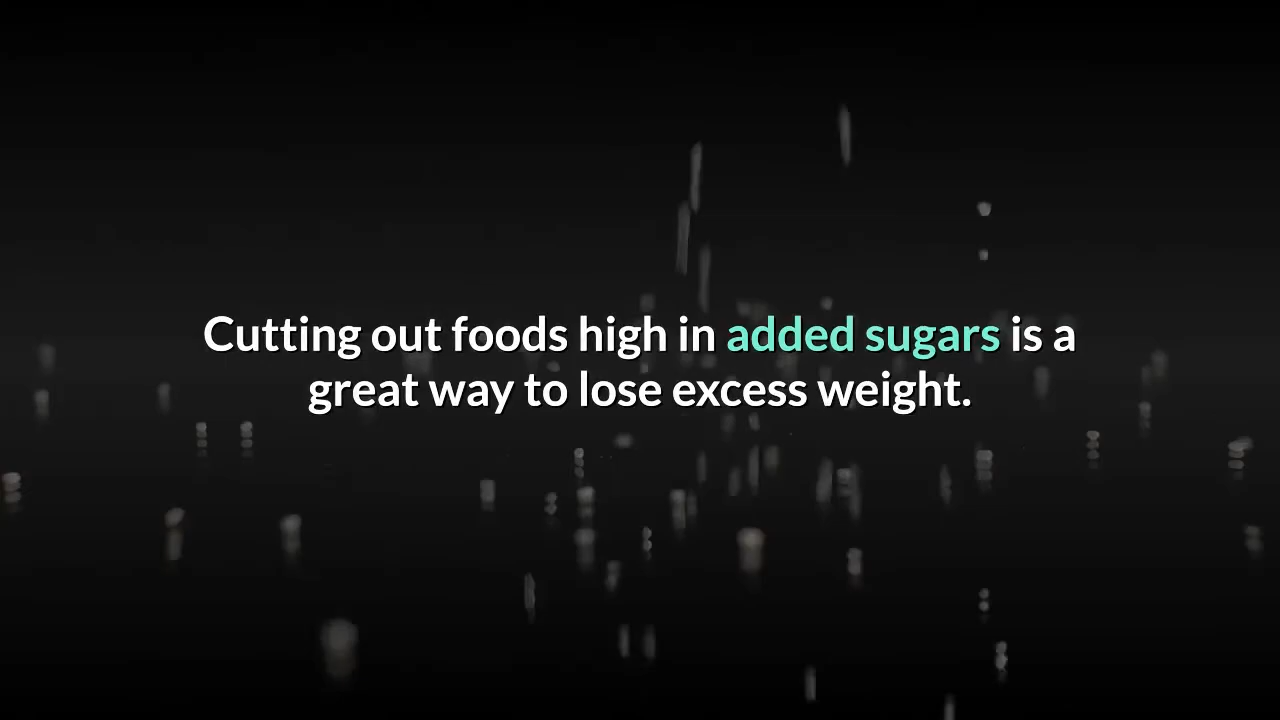 Cutting out foods high in added sugars is a
great way to lose excess weight.